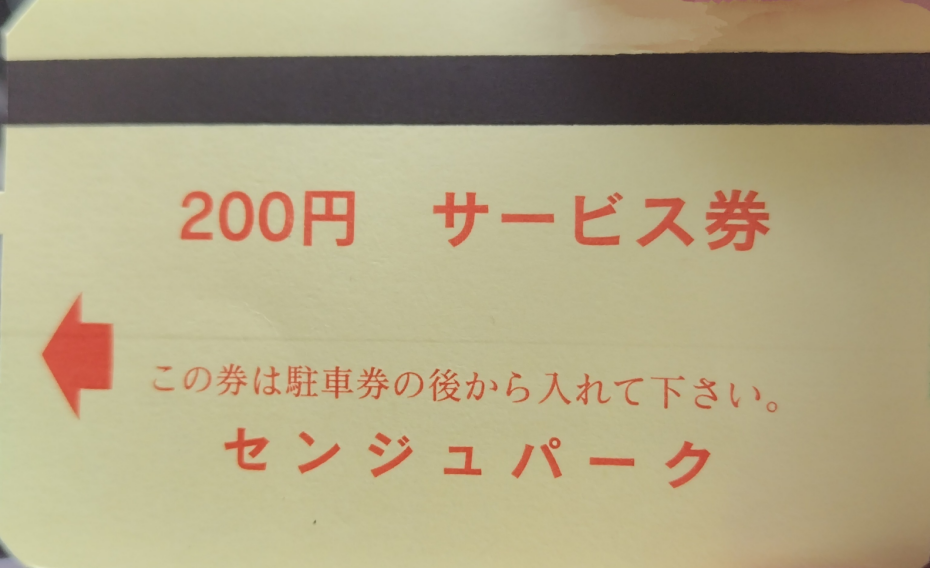 200円　サービス券
この券は駐車券の後から入れて下さい。
センジュパーク